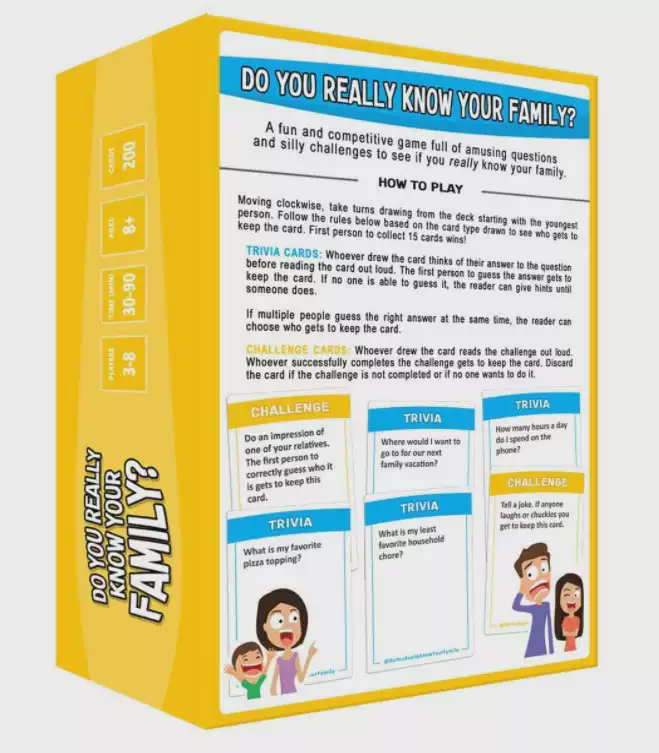 CARDS
200
AGES
8+
TIME (MIN)
30-90
PLAYERS
3-8
DO YOU REALLY
KNOW YOUR
FAMILY?
DO YOU REALLY KNOW YOUR FAMILY?
A fun and competitive game full of amusing questions
and silly challenges to see if you really know your family.
HOW TO PLAY
Moving clockwise, take turns drawing from the deck starting with the youngest
person. Follow the rules below based on the card type drawn to see who gets to
keep the card. First person to collect 15 cards wins!
TRIVIA CARDS: Whoever drew the card thinks of their answer to the question
before reading the card out loud. The first person to guess the answer gets to
keep the card. If no one is able to guess it, the reader can give hints until
someone does.
If multiple people guess the right answer at the same time, the reader can
choose who gets to keep the card.
CHALLENGE CARDS: Whoever drew the card reads the challenge out loud.
Whoever successfully completes the challenge gets to keep the card. Discard
the card if the challenge is not completed or if no one wants to do it.
CHALLENGE
Do an impression of
one of your relatives.
The first person to
correctly guess who it
is gets to keep this
card.
TRIVIA
Where would I want to
go to for our next
family vacation?
TRIVIA
How many hours a day
do I spend on the
phone?
TRIVIA
What is my favorite
pizza topping?
TRIVIA
What is my least
favorite household
chore?
@DoYouReallyKnowYourFamily
CHALLENGE
Tell a joke. If anyone
laughs or chuckles you
get to keep this card.